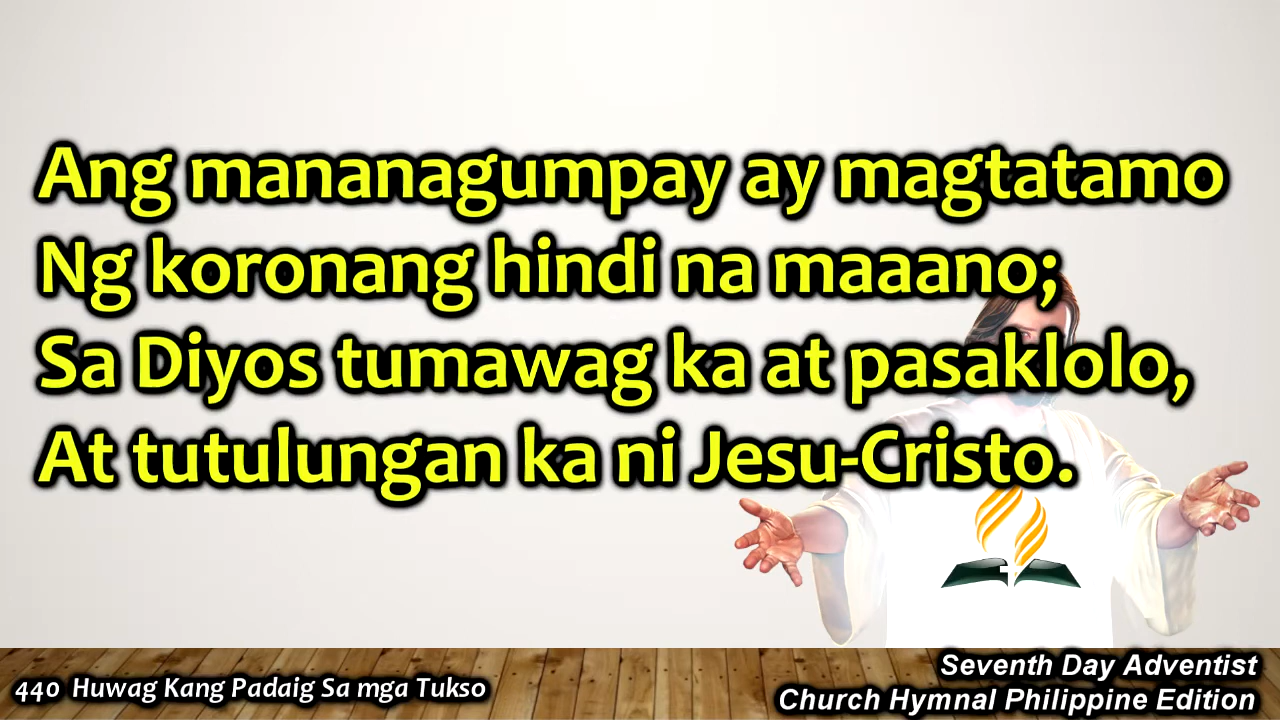 Ang mananagumpay ay magtatamo
Ng koronang hindi na maaano;
Sa Diyos tumawag ka at pasaklolo,
At tutulungan ka ni Jesu-Cristo.
440 Huwag Kang Padaig Sa mga Tukso
Seventh Day Adventist
Church Hymnal Philippine Edition